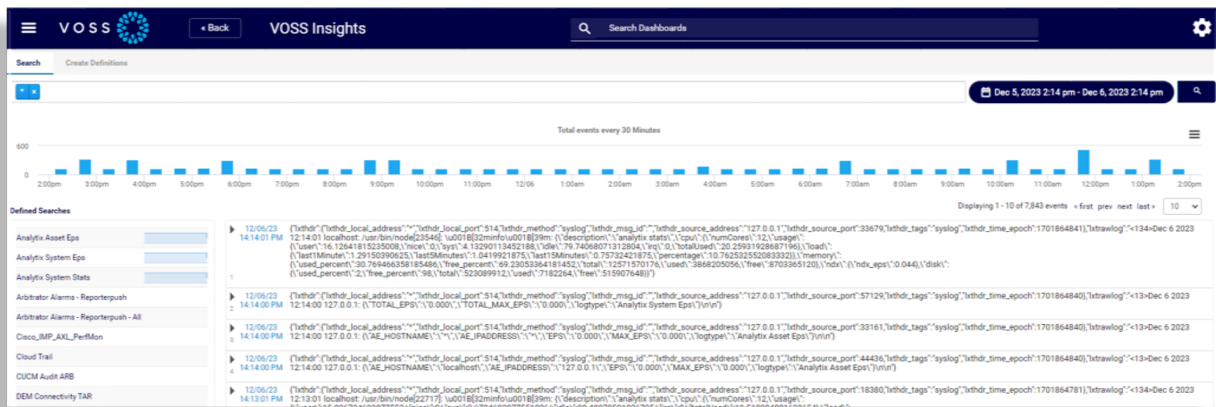 VOSS
« Back
VOSS Insights
Search Dashboards
Search
Create Definitions
* ×
Dec 5, 2023 2:14 pm - Dec 6, 2023 2:14 pm
Total events every 30 Minutes
600
0
2:00pm 3:00pm 4:00pm 5:00pm 6:00pm 7:00pm 8:00pm 9:00pm 10:00pm 11:00pm 12/06 1:00am 2:00am 3:00am 4:00am 5:00am 6:00am 7:00am 8:00am 9:00am 10:00am 11:00am 12:00pm 1:00pm 2:00pm
Displaying 1 - 10 of 7,843 events « first prev next last » 10
Defined Searches
Analytix Asset Eps
Analytix System Eps
Analytix System Stats
Arbitrator Alarms - Reporterpush
Arbitrator Alarms - Reporterpush - All
Cisco_IMP_AXL_PerfMon
Cloud Trail
CUCM Audit ARB
DEM Connectivity TAR
1
12/06/23
14:14:01 PM
{"lxthdr":{"lxthdr_local_address":"*","lxthdr_local_port":514,"lxthdr_method":"syslog","lxthdr_msg_id":"","lxthdr_source_address":"127.0.0.1","lxthdr_source_port":33679,"lxthdr_tags":"syslog","lxthdr_time_epoch":1701864841},"lxtrawlog":"<13>Dec 6 2023
12:14:01 localhost: /usr/bin/node[23546]: \u001B[32minfo\u001B[39m: {\"description\":\"analytix stats\",\"cpu\":{\"numCores\":12,\"usage\":
{\"user\":16.12641815235008,\"nice\":0,\"sys\":4.13290113452188,\"idle\":79.74068071312804,\"irq\":0,\"totalUsed\":20.25931928687196},\"load\":
{\"last1Minute\":1.29150390625,\"last5Minutes\":1.0419921875,\"last15Minutes\":0.75732421875,\"percentage\":10.762532552083332}},\"memory\":
{\"used_percent\":30.769466358185486,\"free_percent\":69.23053364181452,\"total\":12571570176,\"used\":3868205056,\"free\":8703365120},\"ndx\":{\"ndx_eps\":0.044},\"disk\":
{\"used_percent\":2,\"free_percent\":98,\"total\":523089912,\"used\":7182264,\"free\":515907648}}"}
2
12/06/23
14:14:00 PM
{"lxthdr":{"lxthdr_local_address":"*","lxthdr_local_port":514,"lxthdr_method":"syslog","lxthdr_msg_id":"","lxthdr_source_address":"127.0.0.1","lxthdr_source_port":57129,"lxthdr_tags":"syslog","lxthdr_time_epoch":1701864840},"lxtrawlog":"<13>Dec 6 2023
12:14:00 127.0.0.1: {\"TOTAL_EPS\":\"0.000\",\"TOTAL_MAX_EPS\":\"0.000\",\"logtype\":\"Analytix System Eps\"}\n\n"}
3
12/06/23
14:14:00 PM
{"lxthdr":{"lxthdr_local_address":"*","lxthdr_local_port":514,"lxthdr_method":"syslog","lxthdr_msg_id":"","lxthdr_source_address":"127.0.0.1","lxthdr_source_port":33161,"lxthdr_tags":"syslog","lxthdr_time_epoch":1701864840},"lxtrawlog":"<13>Dec 6 2023
12:14:00 127.0.0.1: {\"AE_HOSTNAME\":\"*\",\"AE_IPADDRESS\":\"*\",\"EPS\":\"0.000\",\"MAX_EPS\":\"0.000\",\"logtype\":\"Analytix Asset Eps\"}\n\n"}
4
12/06/23
14:14:00 PM
{"lxthdr":{"lxthdr_local_address":"*","lxthdr_local_port":514,"lxthdr_method":"syslog","lxthdr_msg_id":"","lxthdr_source_address":"127.0.0.1","lxthdr_source_port":44436,"lxthdr_tags":"syslog","lxthdr_time_epoch":1701864840},"lxtrawlog":"<13>Dec 6 2023
12:14:00 127.0.0.1: {\"AE_HOSTNAME\":\"localhost\",\"AE_IPADDRESS\":\"127.0.0.1\",\"EPS\":\"0.000\",\"MAX_EPS\":\"0.000\",\"logtype\":\"Analytix Asset Eps\"}\n\n"}
12/06/23
14:13:01 PM
{"lxthdr":{"lxthdr_local_address":"*","lxthdr_local_port":514,"lxthdr_method":"syslog","lxthdr_msg_id":"","lxthdr_source_address":"127.0.0.1","lxthdr_source_port":18380,"lxthdr_tags":"syslog","lxthdr_time_epoch":1701864781},"lxtrawlog":"<13>Dec 6 2023
12:13:01 localhost: /usr/bin/node[22717]: \u001B[32minfo\u001B[39m: {\"description\":\"analytix stats\",\"cpu\":{\"numCores\":12,\"usage\":